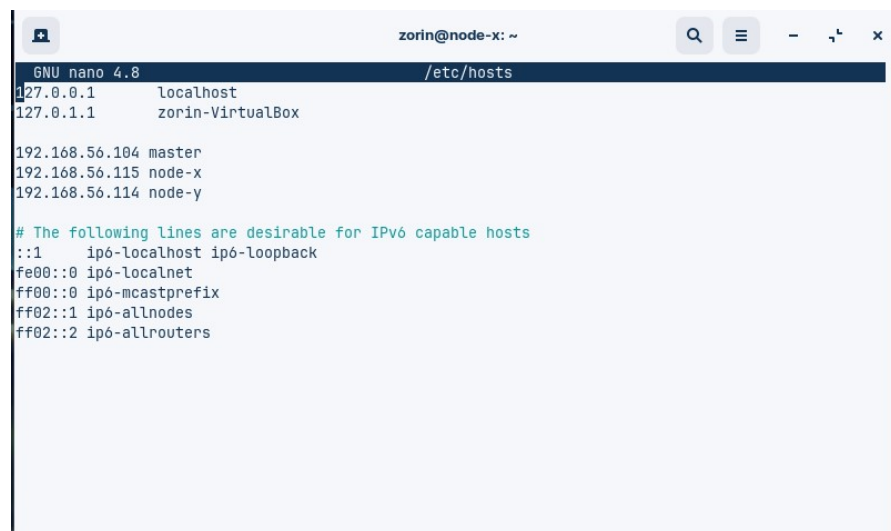 zorin@node-x: ~
GNU nano 4.8 /etc/hosts
127.0.0.1 localhost
127.0.1.1 zorin-VirtualBox
192.168.56.104 master
192.168.56.115 node-x
192.168.56.114 node-y
# The following lines are desirable for IPv6 capable hosts
::1 ip6-localhost ip6-loopback
fe00::0 ip6-localnet
ff00::0 ip6-mcastprefix
ff02::1 ip6-allnodes
ff02::2 ip6-allrouters